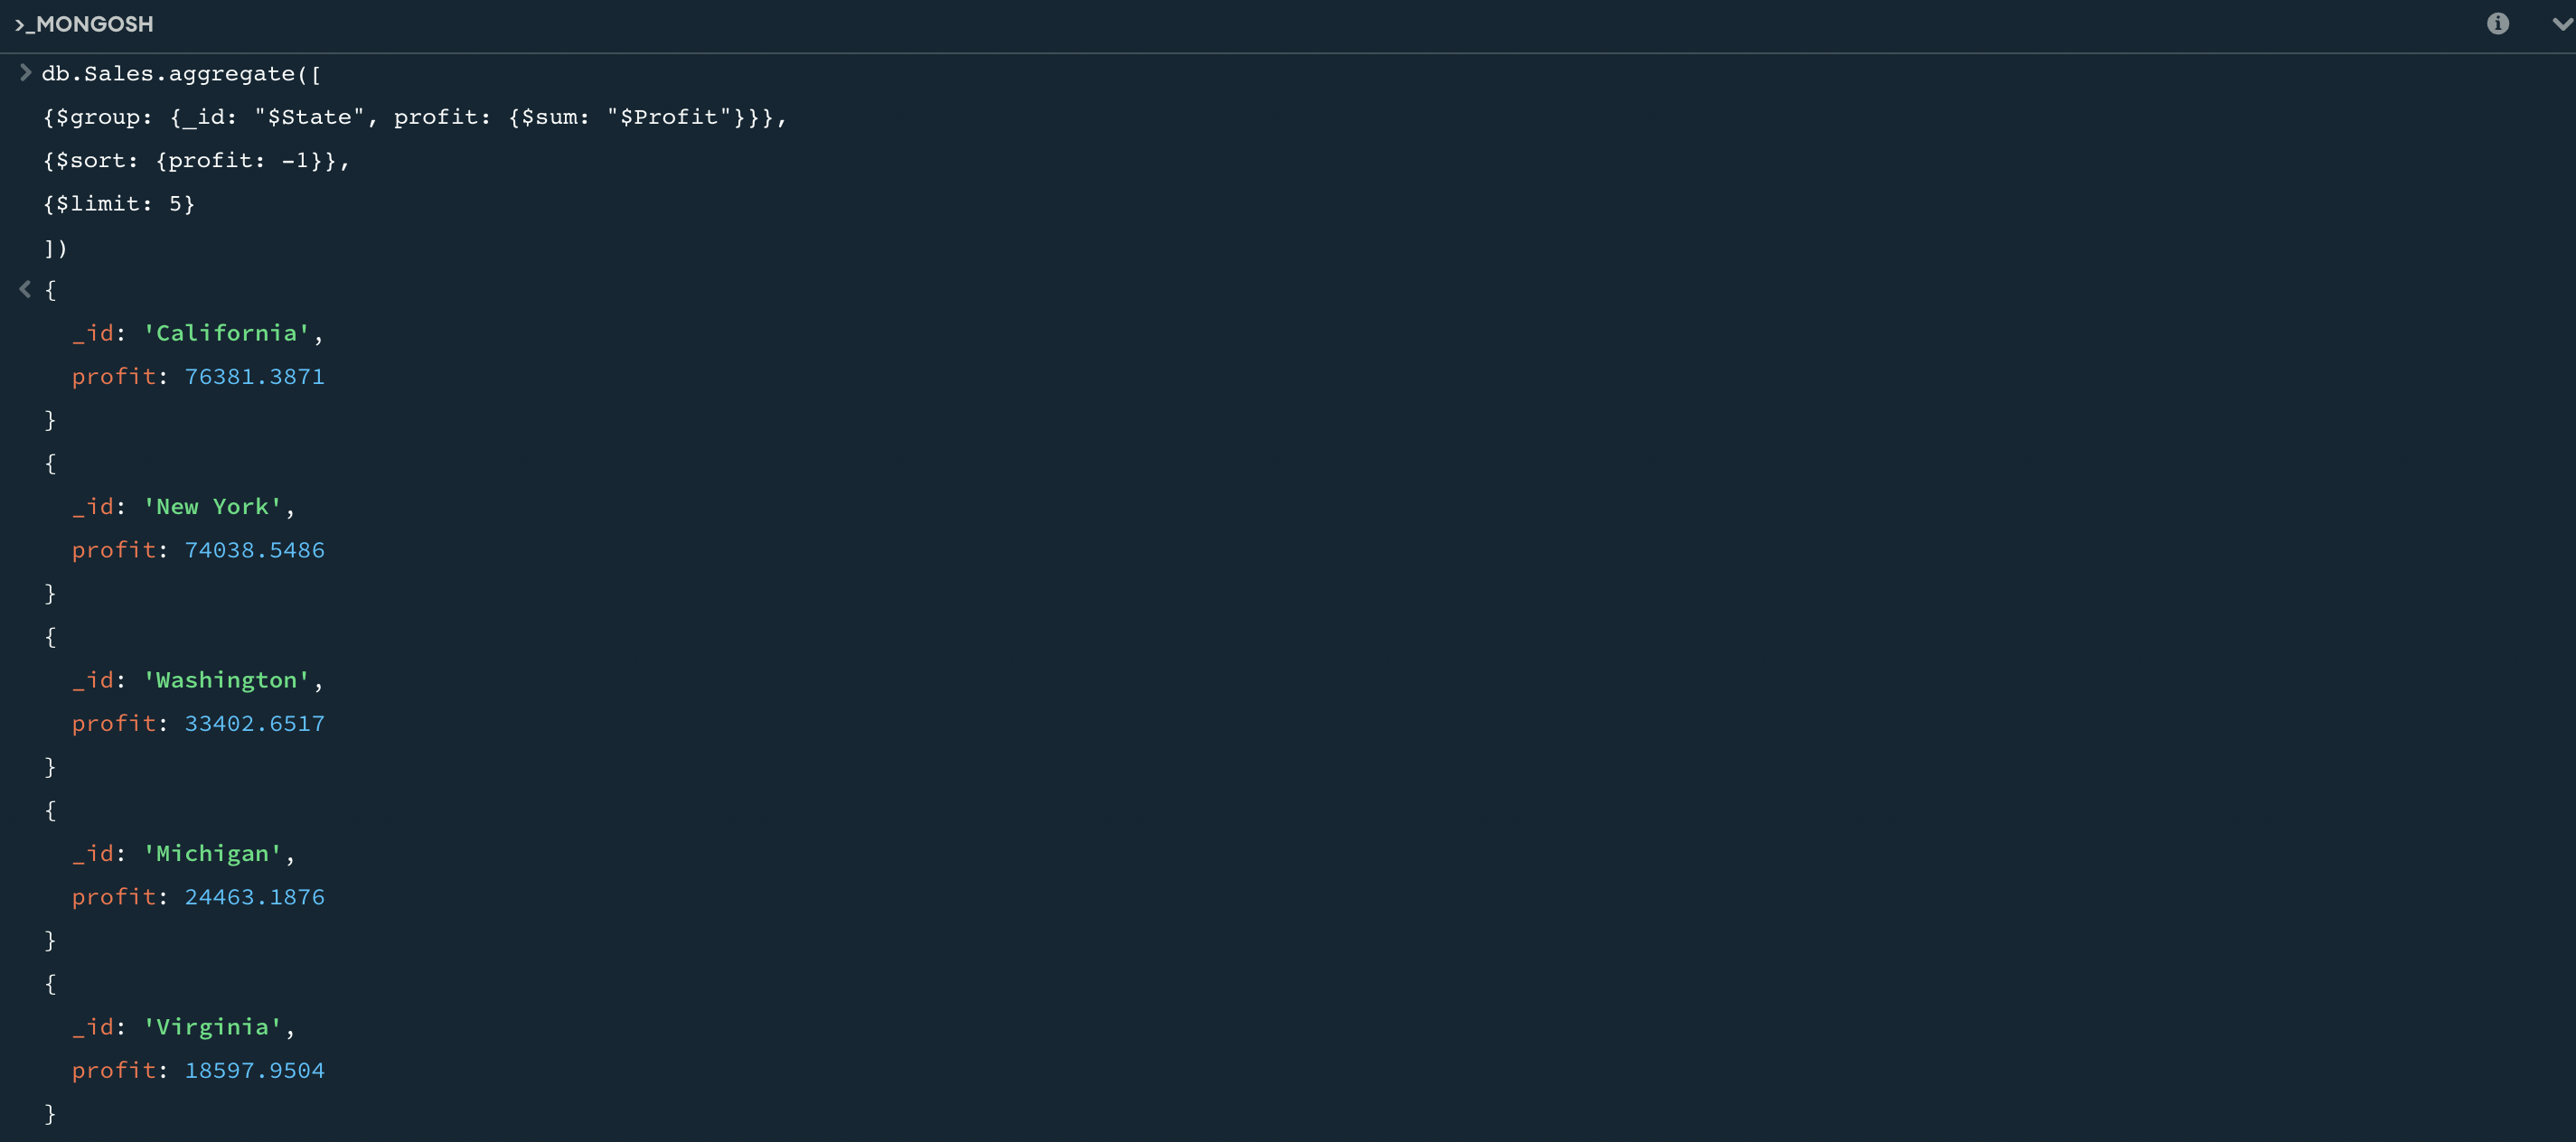 >_MONGOSH
> db.Sales.aggregate([
{$group: {_id: "$State", profit: {$sum: "$Profit"}}},
{$sort: {profit: -1}},
{$limit: 5}
])
< {
_id: 'California',
profit: 76381.3871
}
{
_id: 'New York',
profit: 74038.5486
}
{
_id: 'Washington',
profit: 33402.6517
}
{
_id: 'Michigan',
profit: 24463.1876
}
{
_id: 'Virginia',
profit: 18597.9504
}